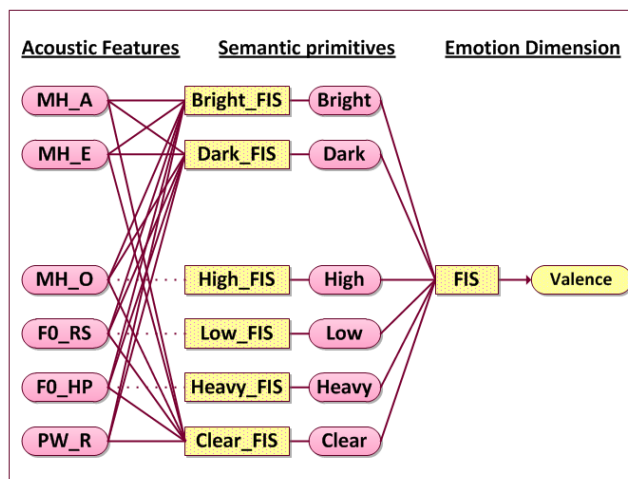 Acoustic Features Semantic primitives Emotion Dimension
MH_A Bright_FIS Bright
MH_E Dark_FIS Dark
MH_O High_FIS High FIS Valence
F0_RS Low_FIS Low
F0_HP Heavy_FIS Heavy
PW_R Clear_FIS Clear